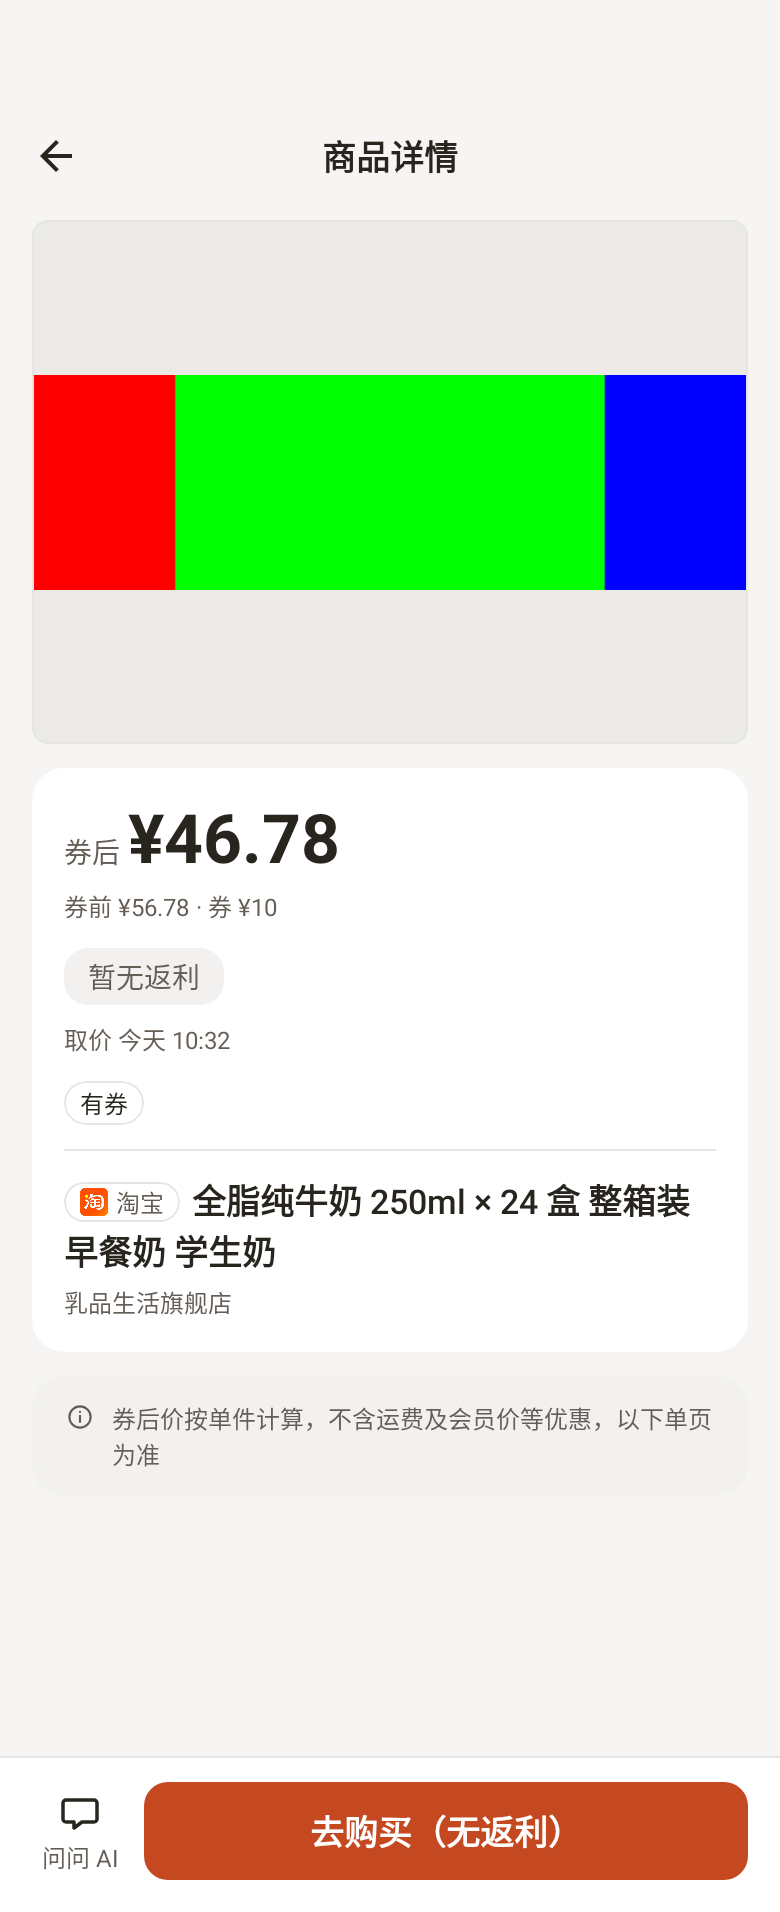 商品详情
券后 ¥46.78
券前 ¥56.78 · 券 ¥10
暂无返利
取价 今天 10:32
有券
淘 淘宝 全脂纯牛奶 250ml × 24 盒 整箱装
早餐奶 学生奶
乳品生活旗舰店
券后价按单件计算，不含运费及会员价等优惠，以下单页
为准
问问 AI
去购买（无返利）